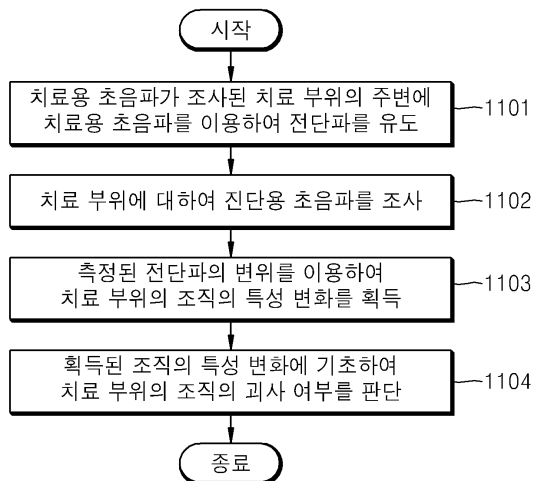 시작
치료용 초음파가 조사된 치료 부위의 주변에
치료용 초음파를 이용하여 전단파를 유도
1101
치료 부위에 대하여 진단용 초음파를 조사
1102
측정된 전단파의 변위를 이용하여
치료 부위의 조직의 특성 변화를 획득
1103
획득된 조직의 특성 변화에 기초하여
치료 부위의 조직의 괴사 여부를 판단
1104
종료